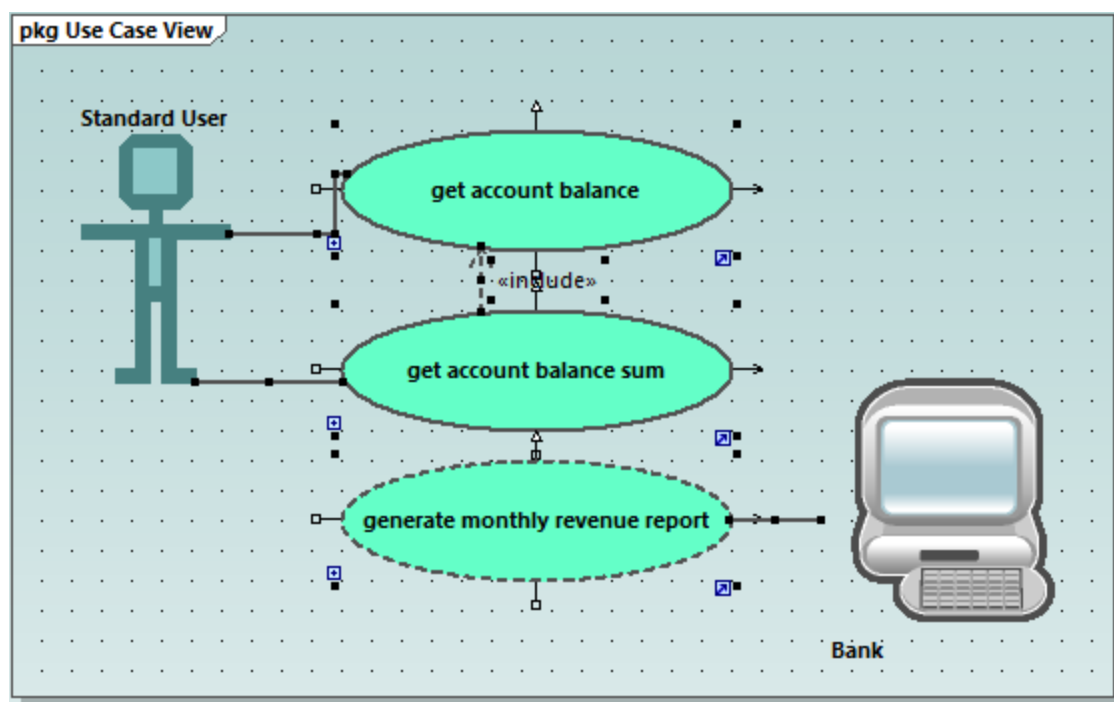 pkg Use Case View
Standard User
get account balance
«include»
get account balance sum
generate monthly revenue report
Bank